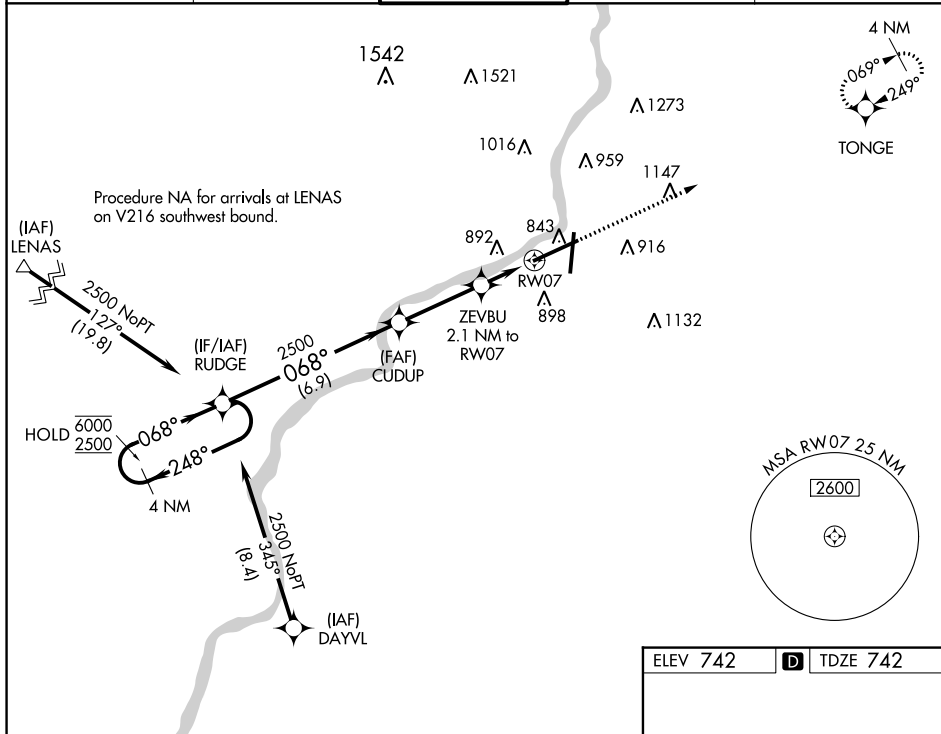 4 NM
069°
249°
TONGE
1542
1521
1273
1016
959
1147
Procedure NA for arrivals at LENAS
on V216 southwest bound.
(IAF)
LENAS
892
843
916
RW07
2500 NoPT
127°
(19.8)
898
ZEVBU
2.1 NM to
RW07
1132
(IF/IAF)
RUDGE
2500
068°
(6.9)
(FAF)
CUDUP
HOLD 6000
2500
068°
248°
4 NM
MSA RW07 25 NM
2600
2500 NoPT
345°
(8.4)
(IAF)
DAYVL
ELEV 742 D TDZE 742